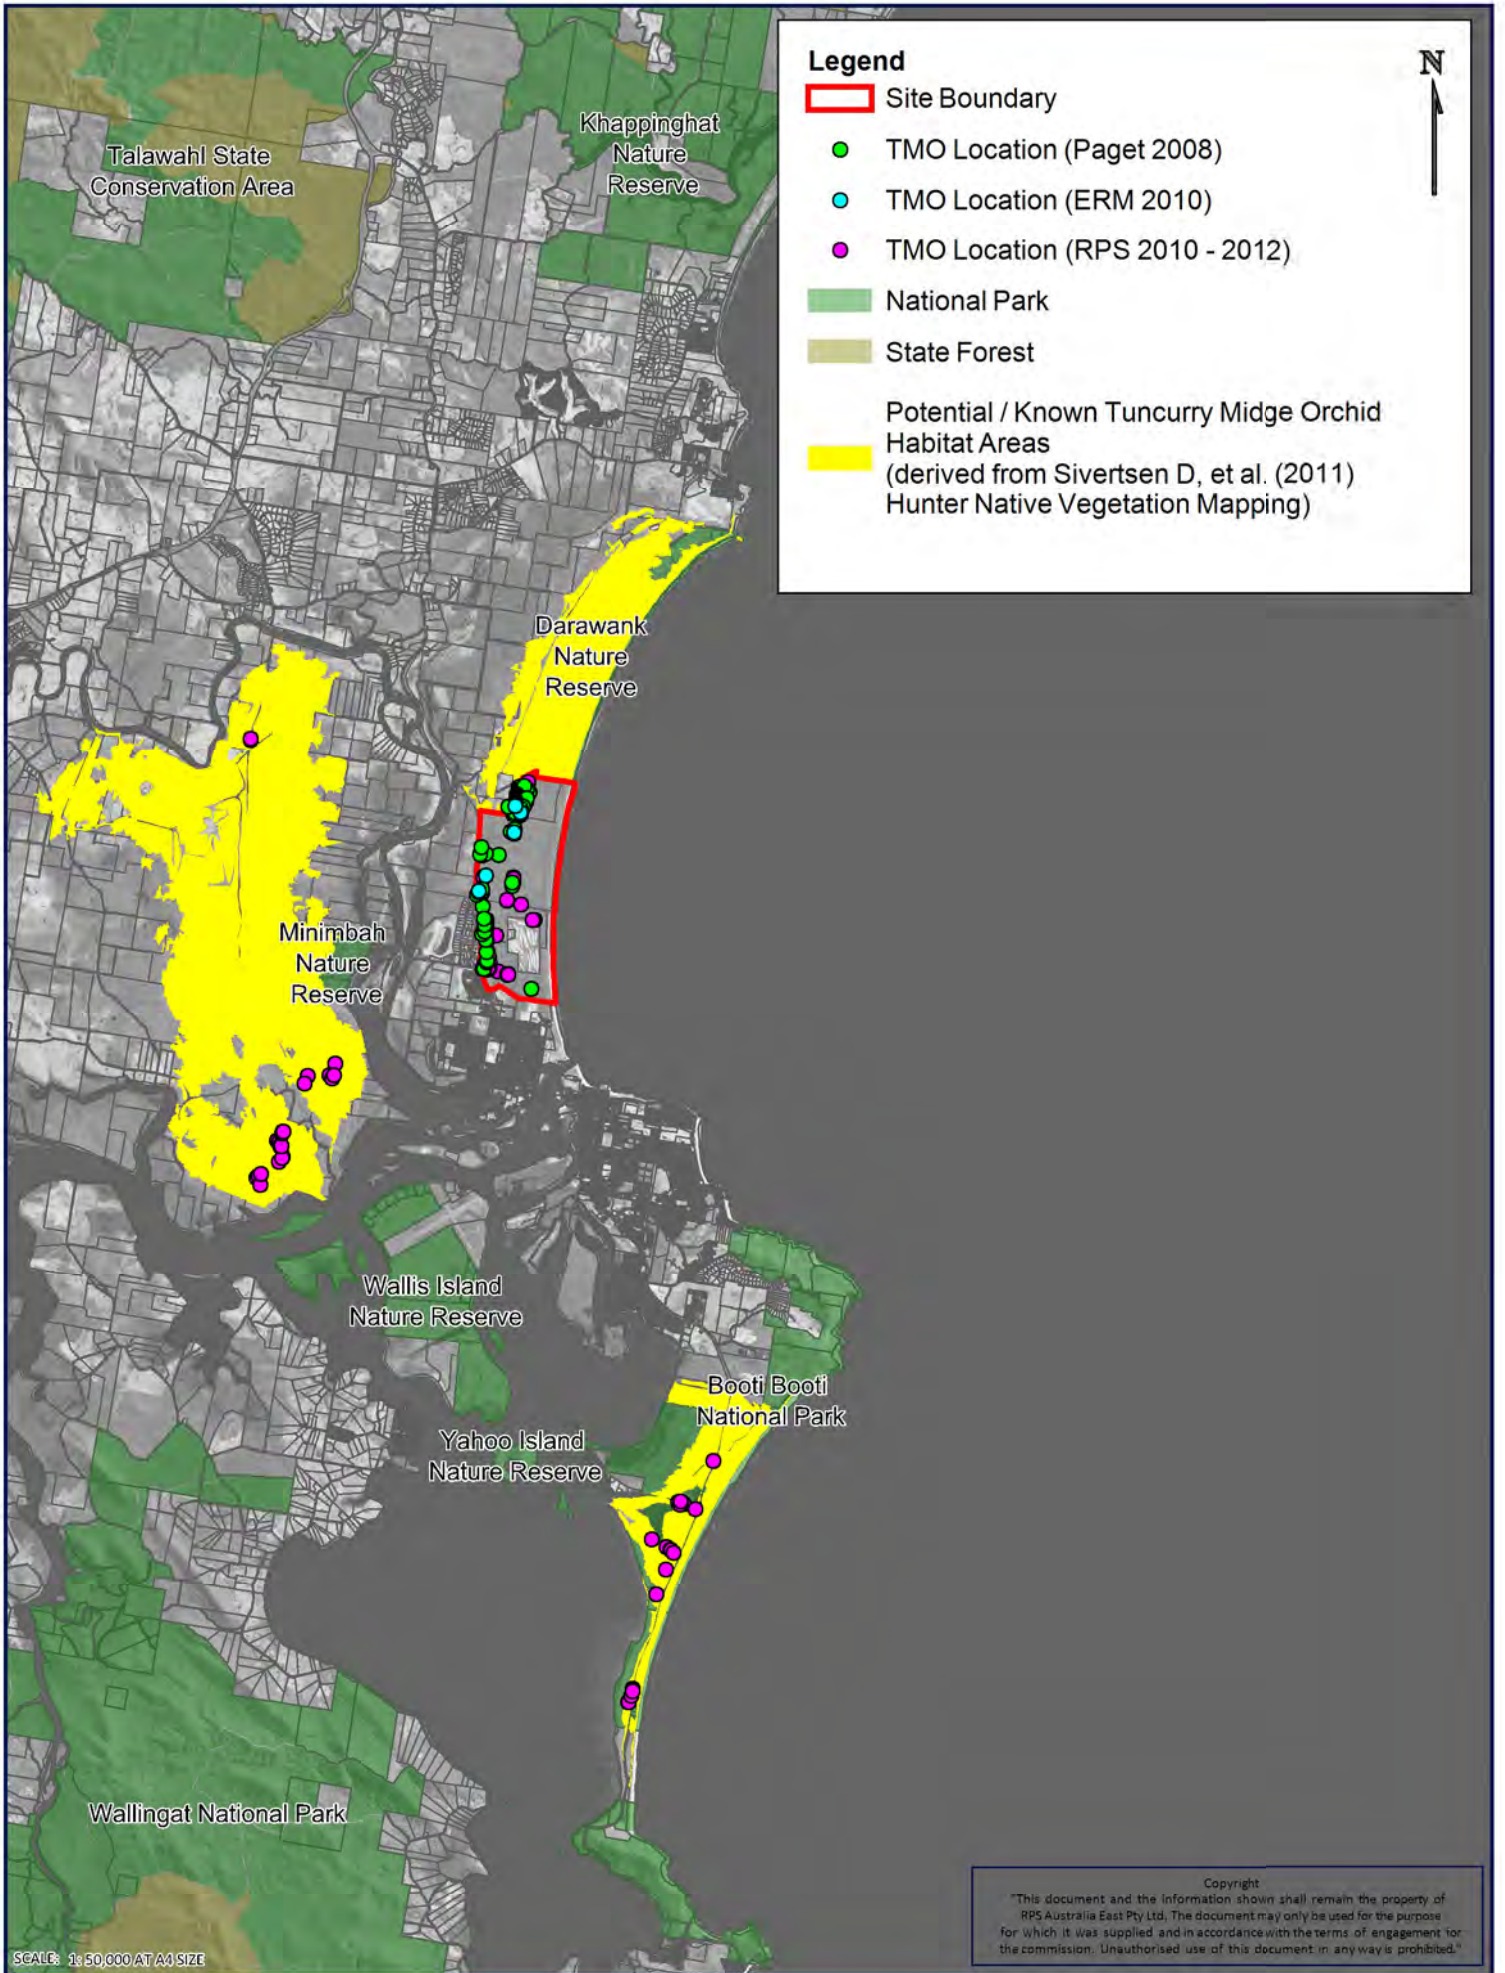 Legend
N
Site Boundary
TMO Location (Paget 2008)
TMO Location (ERM 2010)
TMO Location (RPS 2010 - 2012)
National Park
State Forest
Potential / Known Tuncurry Midge Orchid
Habitat Areas
(derived from Sivertsen D, et al. (2011)
Hunter Native Vegetation Mapping)
Khappinghat
Nature
Reserve
Talawahl State
Conservation Area
Darawank
Nature
Reserve
Minimbah
Nature
Reserve
Wallis Island
Nature Reserve
Booti Booti
National Park
Yahoo Island
Nature Reserve
Wallingat National Park
Copyright
"This document and the information shown shall remain the property of
RPS Australia East Pty Ltd. The document may only be used for the purpose
for which it was supplied and in accordance with the terms of engagement for
the commission. Unauthorised use of this document in any way is prohibited."
SCALE: 1: 50,000 AT A4 SIZE